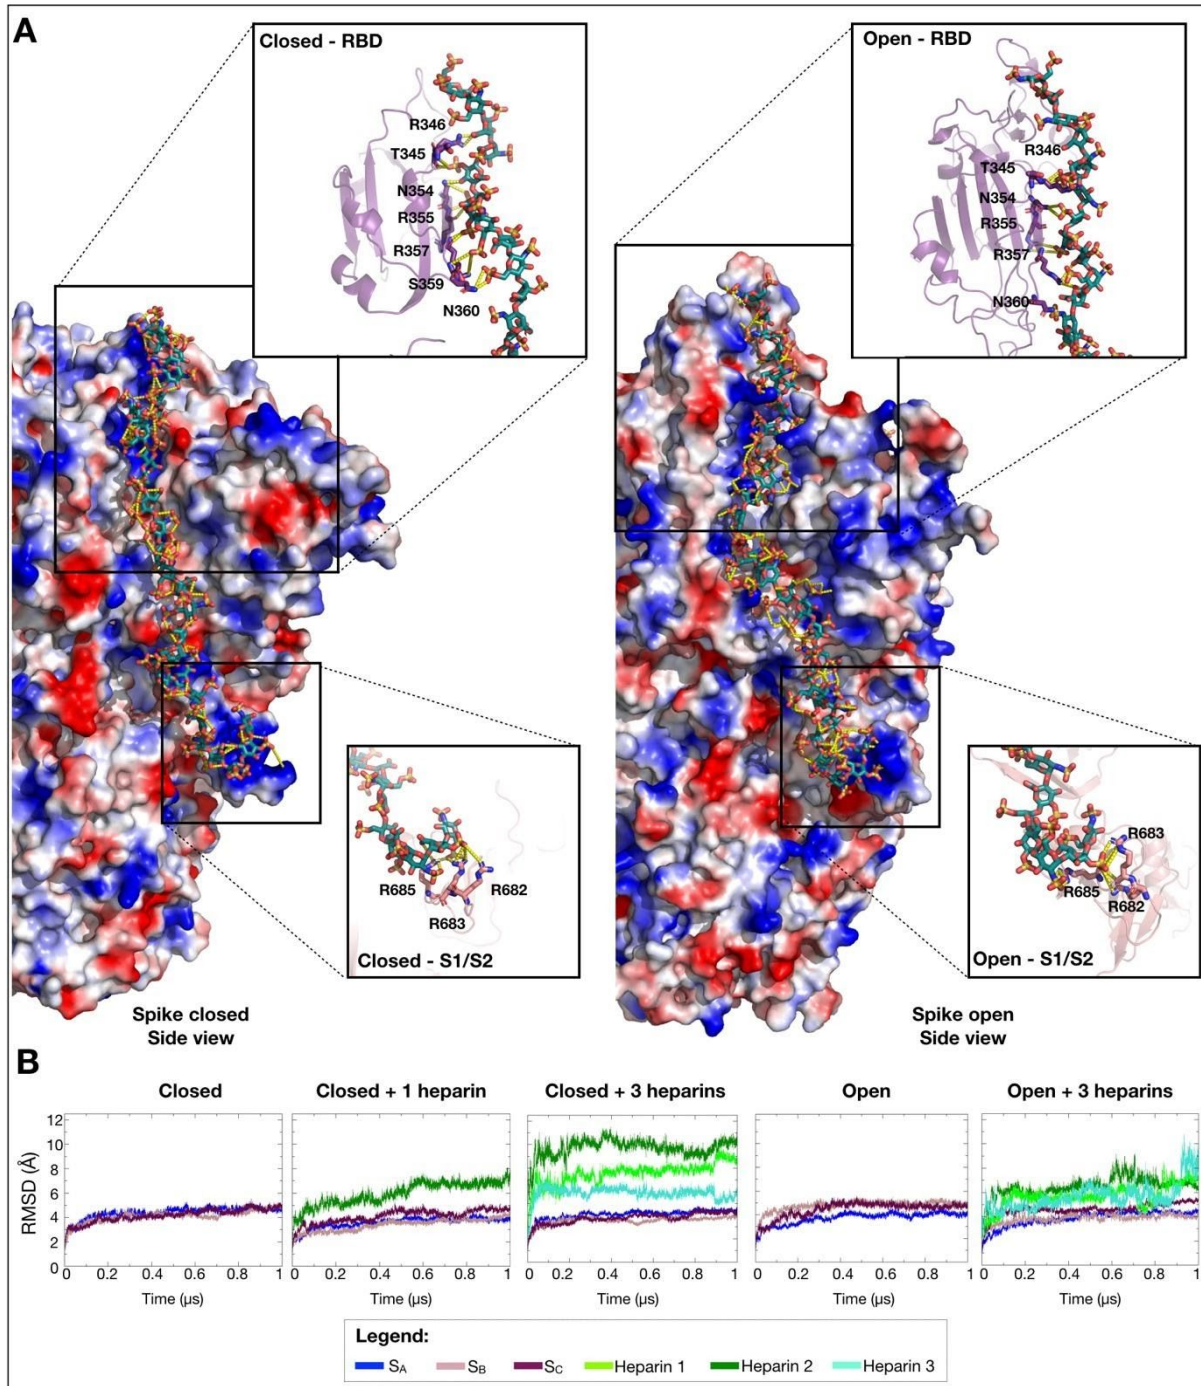 A
Closed - RBD
R346
T345
N354
R355
R357
S359
N360
Open - RBD
R346
T345
N354
R355
R357
N360
R685
R682
R683
Closed - S1/S2
R683
R685
R682
Open - S1/S2
Spike closed
Side view
Spike open
Side view
B
Closed
Closed + 1 heparin
Closed + 3 heparins
Open
Open + 3 heparins
RMSD (Å)
12
10
8
6
4
2
0
0 0.2 0.4 0.6 0.8 1
0 0.2 0.4 0.6 0.8 1
0 0.2 0.4 0.6 0.8 1
0 0.2 0.4 0.6 0.8 1
0 0.2 0.4 0.6 0.8 1
Time (µs)
Time (µs)
Time (µs)
Time (µs)
Time (µs)
Legend:
SA SB SC Heparin 1 Heparin 2 Heparin 3